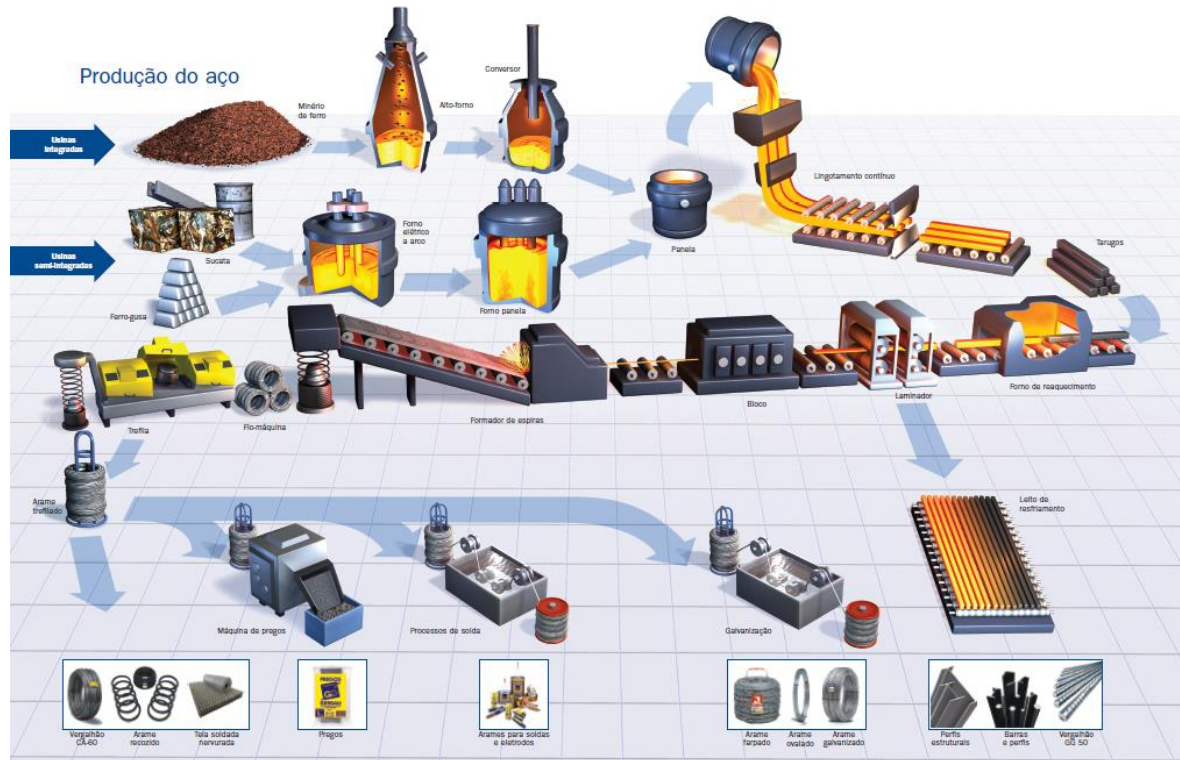 Produção do aço
Usinas
integradas
Minério
de ferro
Alto-forno
Conversor
Lingotamento contínuo
Panela
Tarugos
Usinas
semi-integradas
Sucata
Ferro-gusa
Forno
elétrico
a arco
Forno panela
Trefila
Fio-máquina
Formador de espiras
Bloco
Laminador
Forno de reaquecimento
Arame
trefilado
Máquina de pregos
Processos de solda
Galvanização
Leito de
resfriamento
Vergalhão
CA-60
Arame
recozido
Tela soldada
nervurada
Pregos
Arames para soldas
e eletrodos
Arame
farpado
Arame
ovalado
Arame
galvanizado
Perfis
estruturais
Barras
e perfis
Vergalhão
GG 50